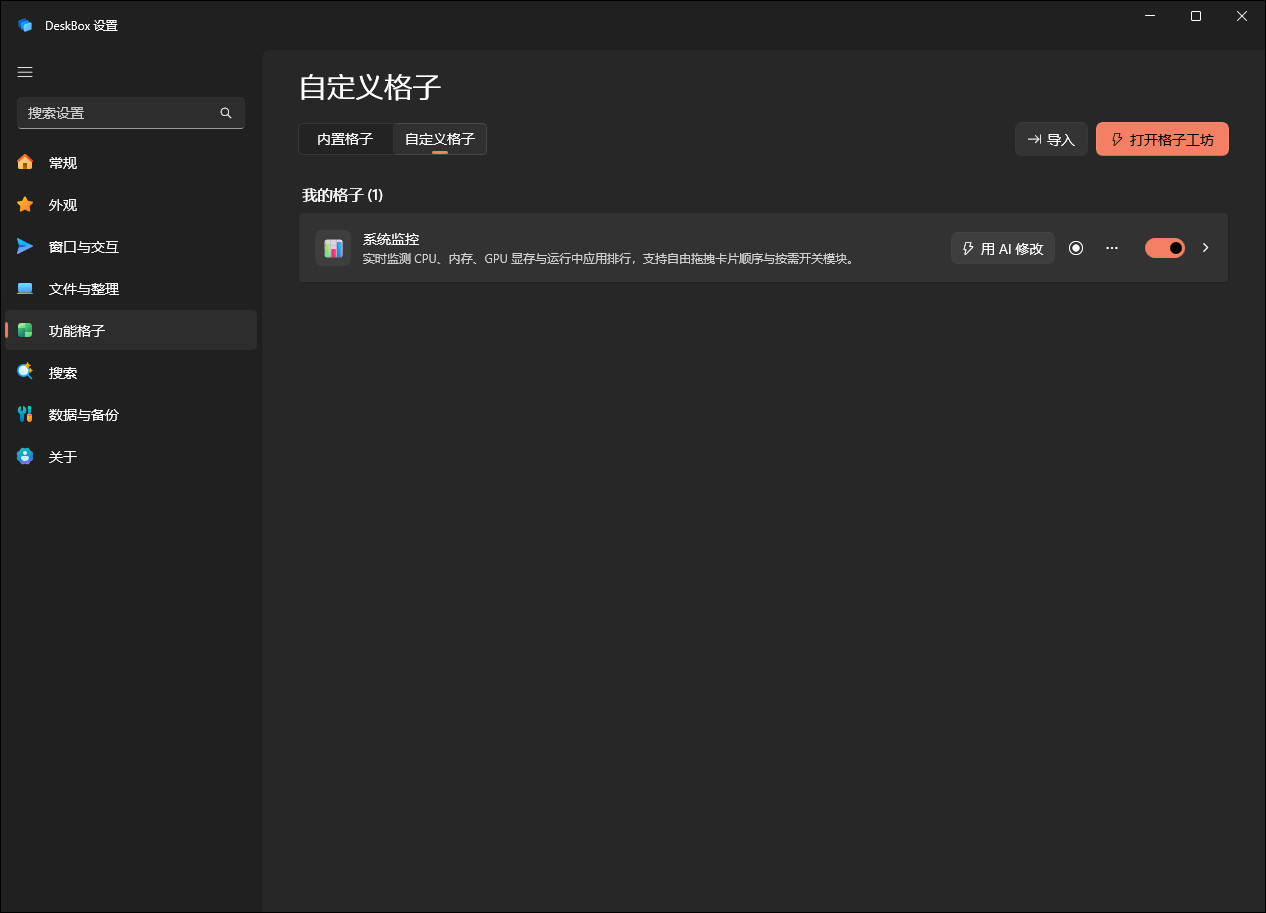 DeskBox 设置
搜索设置
常规
外观
窗口与交互
文件与整理
功能格子
搜索
数据与备份
关于
自定义格子
内置格子
自定义格子
导入
打开格子工坊
我的格子 (1)
系统监控
实时监测 CPU、内存、GPU 显存与运行中应用排行，支持自由拖拽卡片顺序与按需开关模块。
用 AI 修改